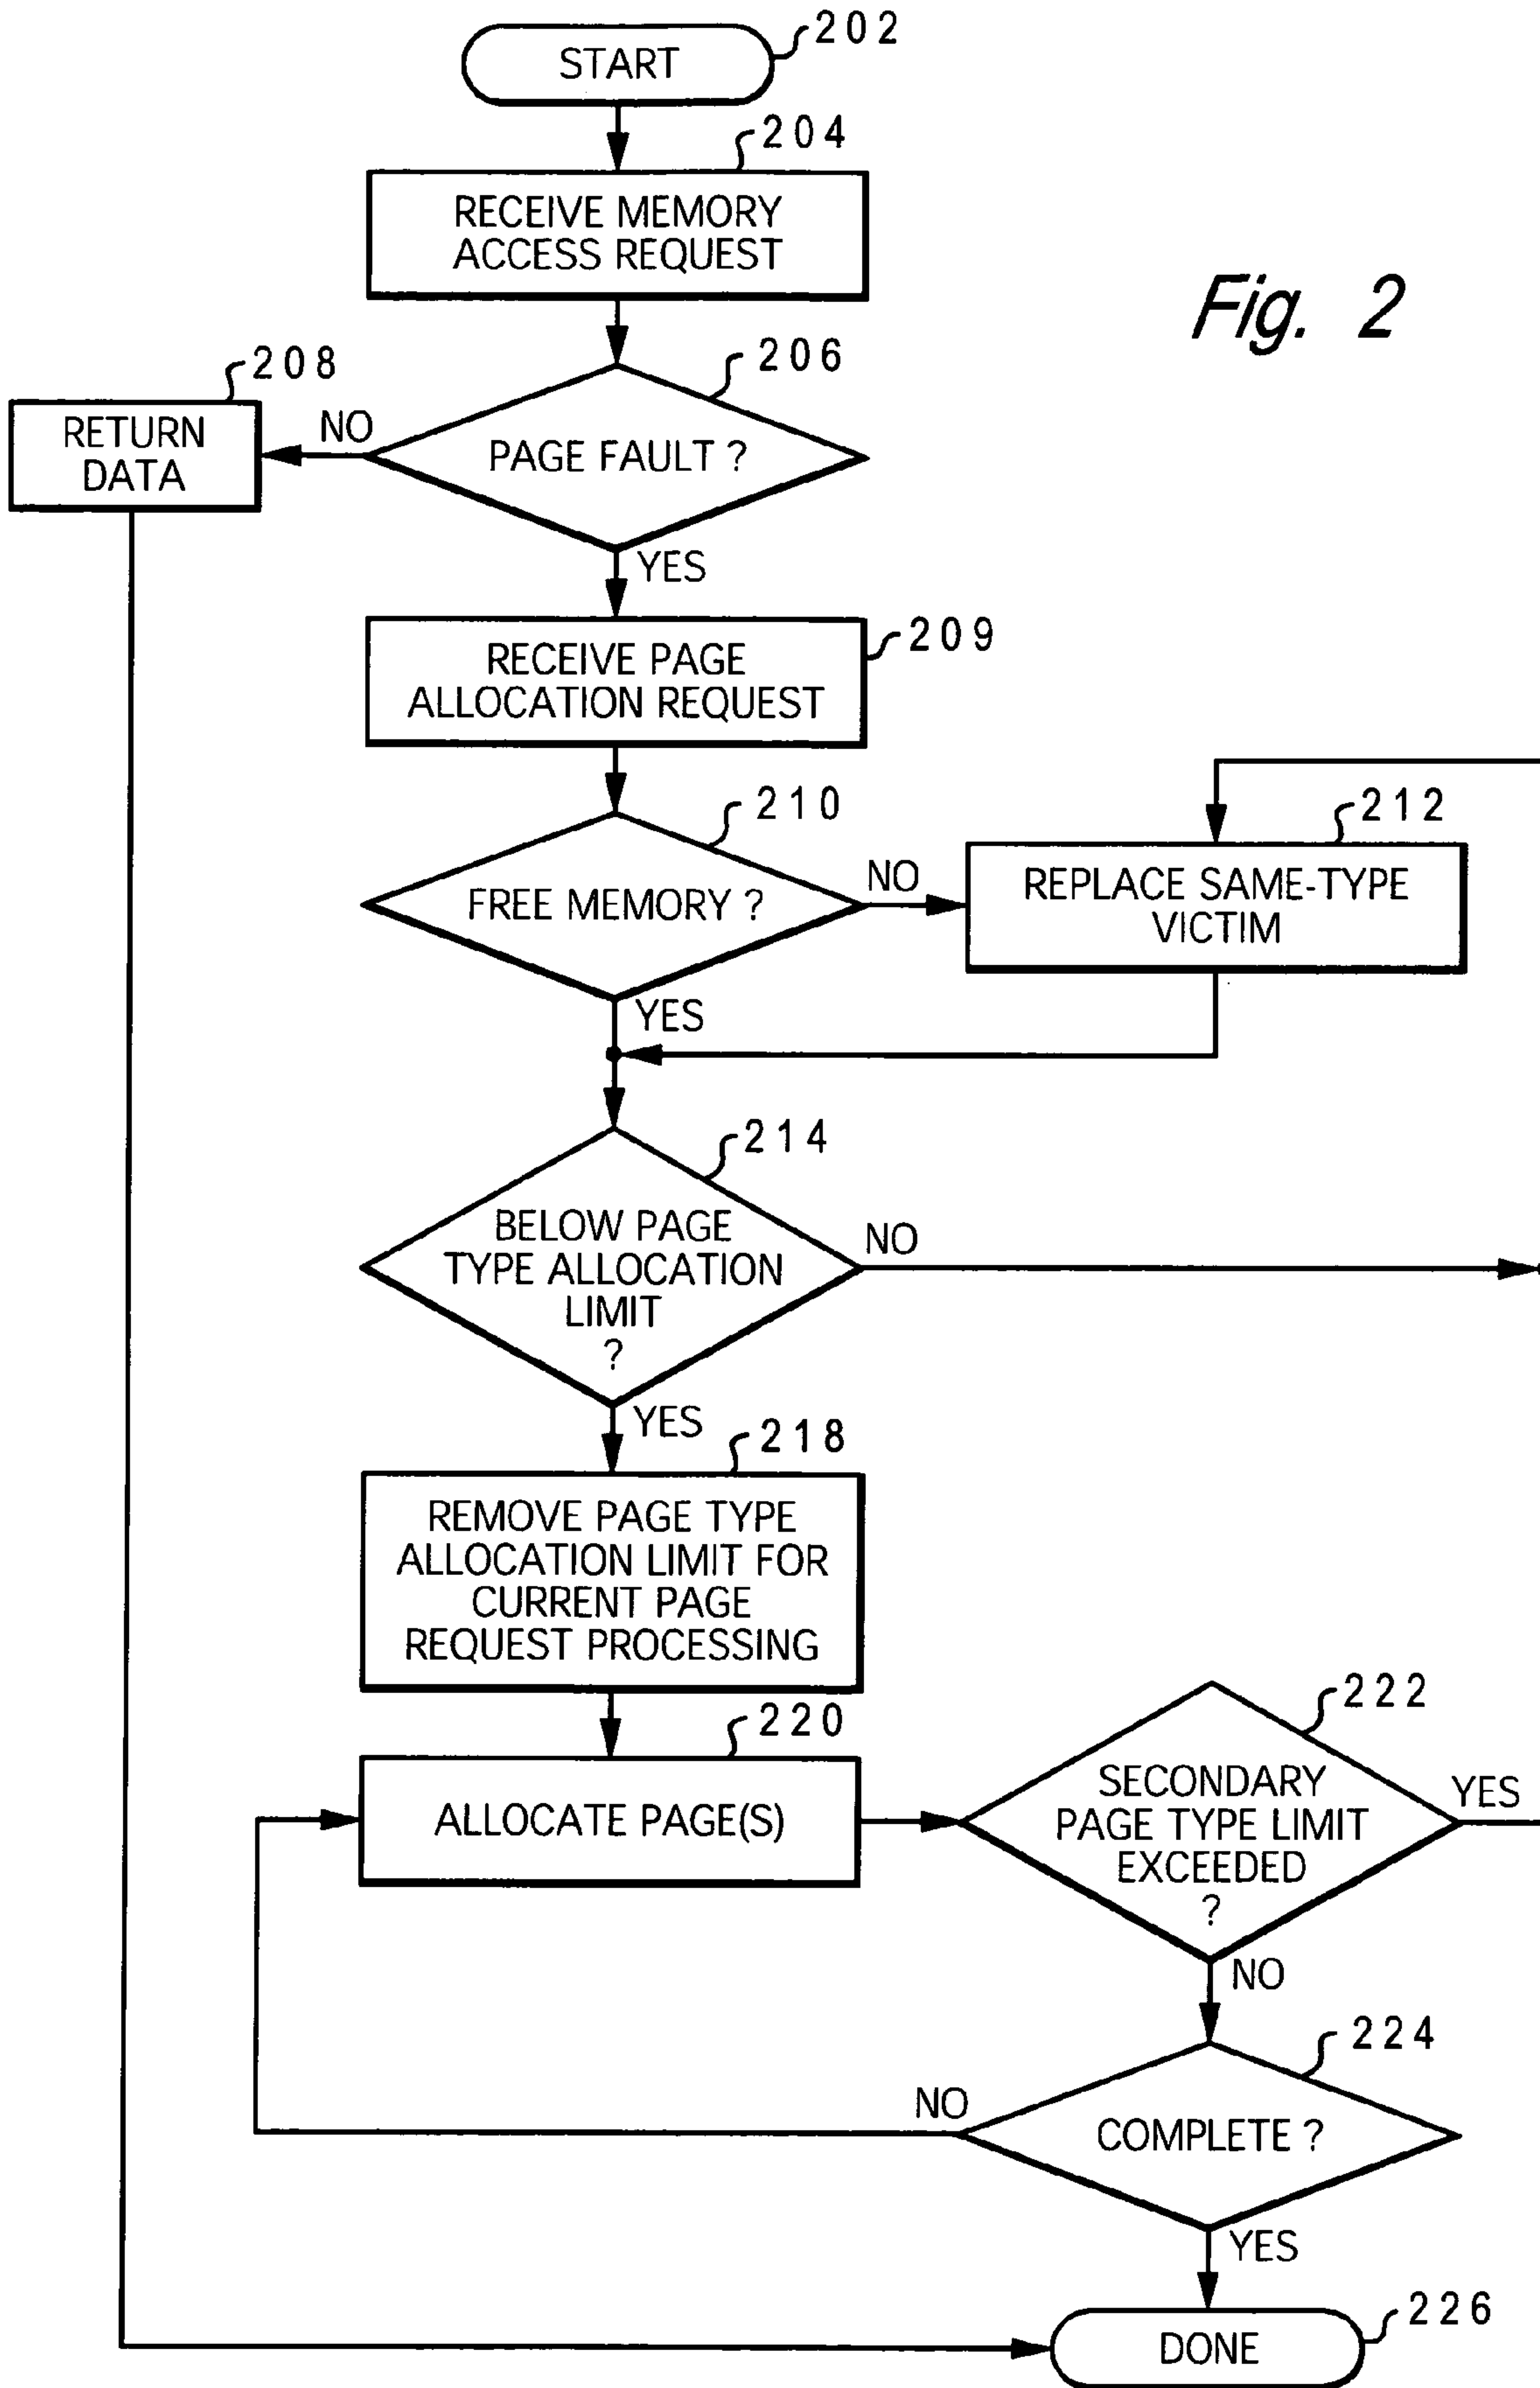 202
START
204
RECEIVE MEMORY
ACCESS REQUEST
Fig. 2
206
208
RETURN
DATA
NO
PAGE FAULT ?
YES
209
RECEIVE PAGE
ALLOCATION REQUEST
210
212
FREE MEMORY ?
NO
REPLACE SAME-TYPE
VICTIM
YES
214
BELOW PAGE
TYPE ALLOCATION
LIMIT
?
NO
YES
218
REMOVE PAGE TYPE
ALLOCATION LIMIT FOR
CURRENT PAGE
REQUEST PROCESSING
220
ALLOCATE PAGE(S)
222
SECONDARY
PAGE TYPE LIMIT
EXCEEDED
?
YES
NO
224
NO
COMPLETE ?
YES
226
DONE